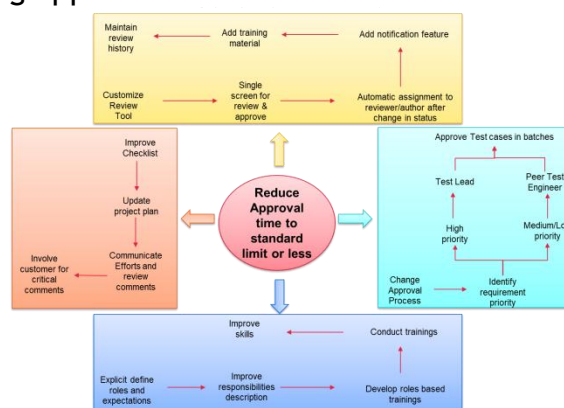 Maintain
review
history
Add training
material
Add notification feature
Customize
Review
Tool
Single
screen for
review &
approve
Automatic assignment to
reviewer/author after
change in status
Improve
Checklist
Update
project plan
Communicate
Efforts and
review
comments
Involve
customer for
critical
comments
Reduce
Approval
time to
standard
limit or less
Approve Test cases in batches
Test Lead
Peer Test
Engineer
High
priority
Medium/Lo
priority
Change
Approval
Process
Identify
requirement
priority
Improve
skills
Conduct trainings
Explicit define
roles and
expectations
Improve
responsibilities
description
Develop roles based
trainings